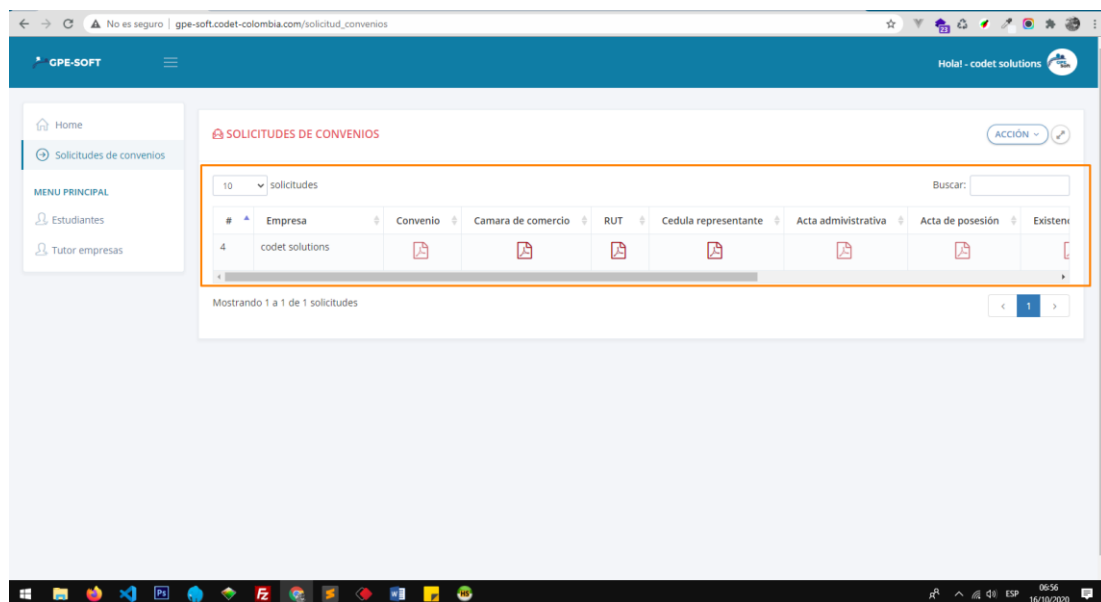 No es seguro | gpe-soft.codet-colombia.com/solicitud_convenios
23
GPE-SOFT
Hola! - codet solutions
Home
Solicitudes de convenios
MENU PRINCIPAL
Estudiantes
Tutor empresas
SOLICITUDES DE CONVENIOS
ACCIÓN
10 solicitudes
Buscar:
# Empresa Convenio Camara de comercio RUT Cedula representante Acta admivistrativa Acta de posesión Existenc
4 codet solutions
Mostrando 1 a 1 de 1 solicitudes
< 1 >
ESP
06:56
16/10/2020